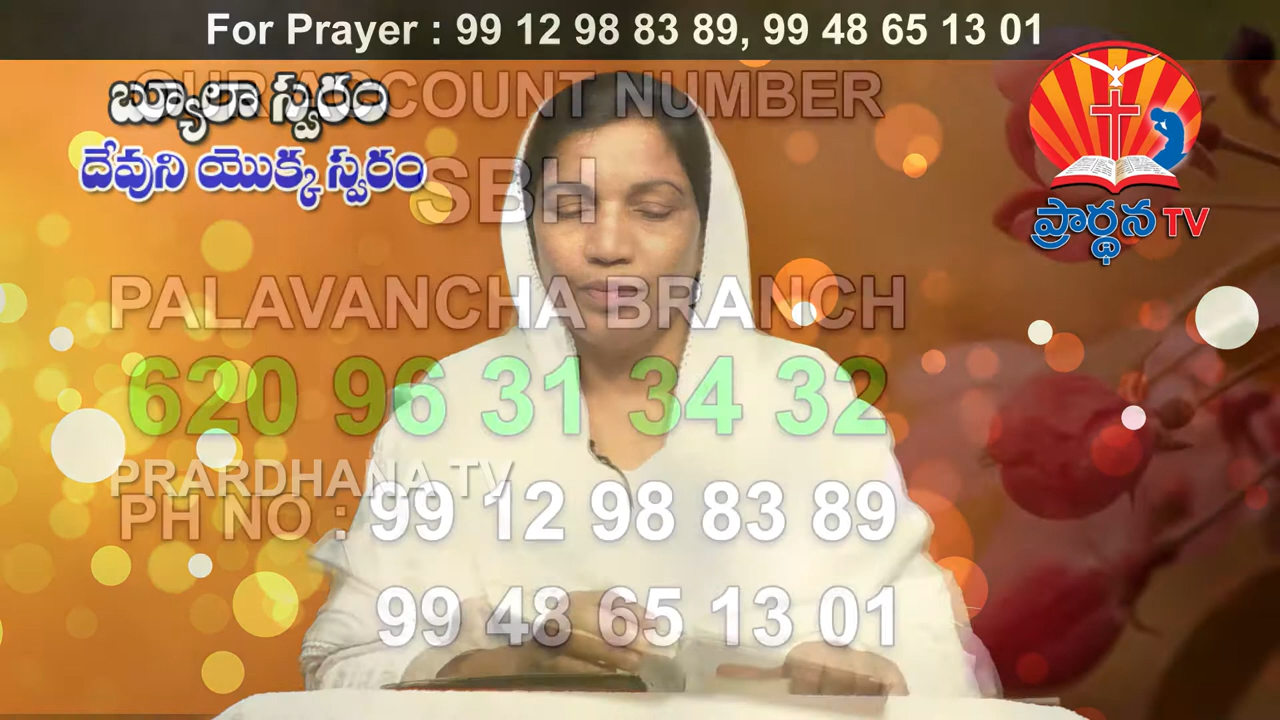 For Prayer : 99 12 98 83 89, 99 48 65 13 01
OUR ACCOUNT NUMBER
బ్యూలా స్వరం
దేవుని యొక్క స్వరం
SBH
ప్రార్థన TV
PALAVANCHA BRANCH
620 96 31 34 32
PRARDHANA TV
PH NO : 99 12 98 83 89
99 48 65 13 01